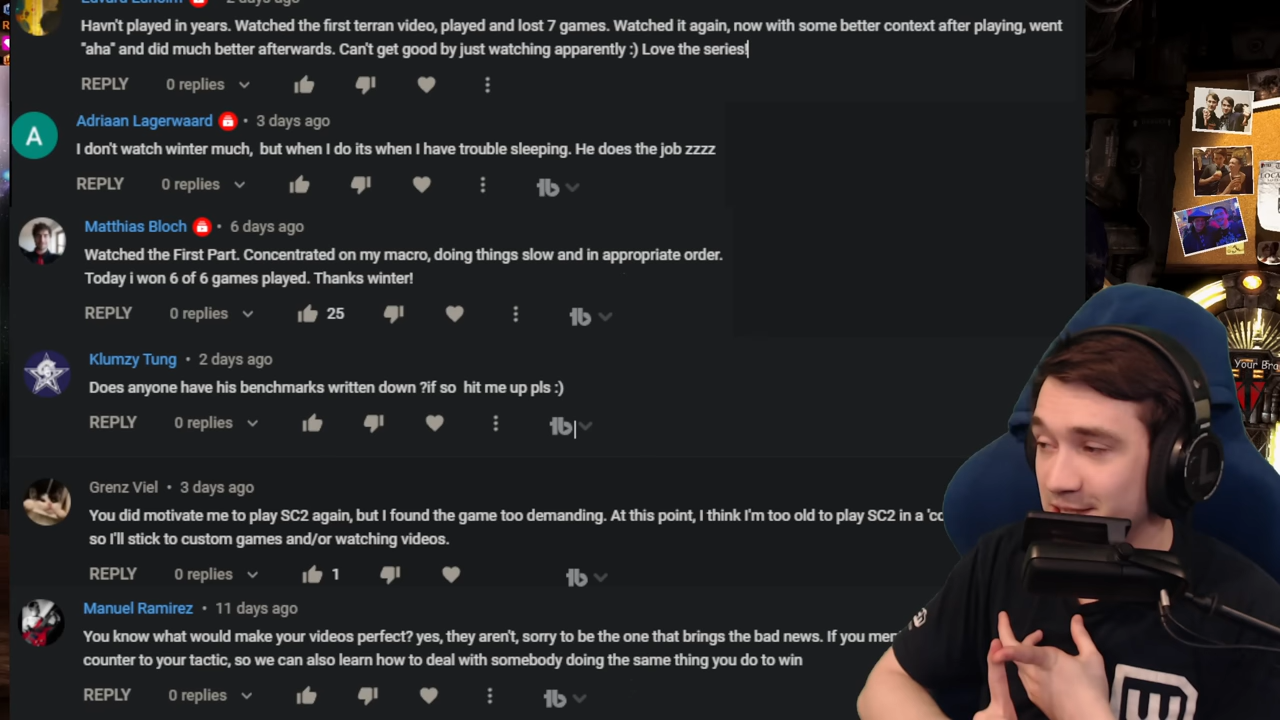 2 days ago
Havn't played in years. Watched the first terran video, played and lost 7 games. Watched it again, now with some better context after playing, went
"aha" and did much better afterwards. Can't get good by just watching apparently :) Love the series!
REPLY 0 replies
A
Adriaan Lagerwaard • 3 days ago
I don't watch winter much, but when I do its when I have trouble sleeping. He does the job zzzz
REPLY 0 replies
Matthias Bloch • 6 days ago
Watched the First Part. Concentrated on my macro, doing things slow and in appropriate order.
Today i won 6 of 6 games played. Thanks winter!
REPLY 0 replies 25
Klumzy Tung • 2 days ago
Does anyone have his benchmarks written down ?if so hit me up pls :)
REPLY 0 replies
Grenz Viel • 3 days ago
You did motivate me to play SC2 again, but I found the game too demanding. At this point, I think I'm too old to play SC2 in a
so I'll stick to custom games and/or watching videos.
REPLY 0 replies 1
Manuel Ramirez • 11 days ago
You know what would make your videos perfect? yes, they aren't, sorry to be the one that brings the bad news. If you
counter to your tactic, so we can also learn how to deal with somebody doing the same thing you do to win
REPLY 0 replies
Your